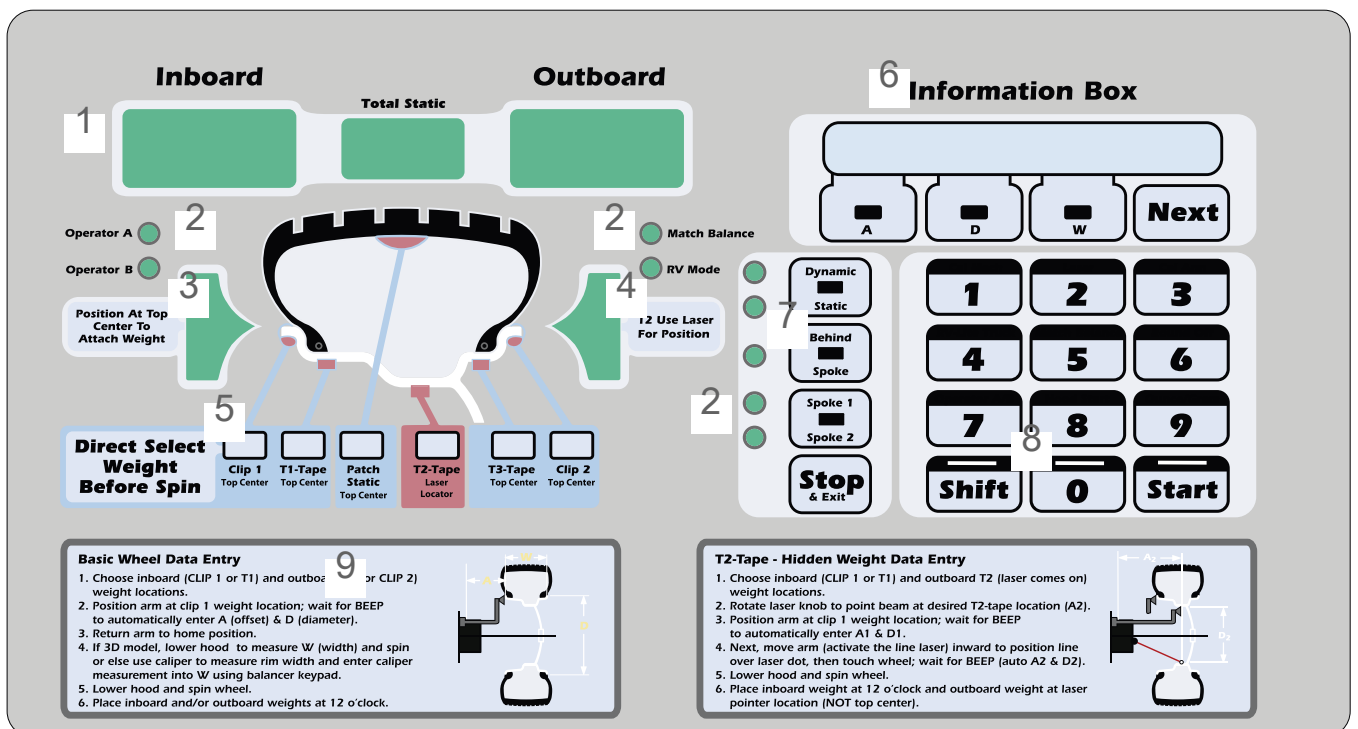 Inboard
Outboard
Total Static
1
Operator A
Operator B
2
2
Match Balance
RV Mode
3
Position At Top
Center To
Attach Weight
4
T2 Use Laser
For Position
5
Direct Select
Weight
Before Spin
Clip 1
Top Center
T1-Tape
Top Center
Patch
Static
Top Center
T2-Tape
Laser
Locator
T3-Tape
Top Center
Clip 2
Top Center
6
Information Box
A
D
W
Next
Dynamic
Static
7
Behind
Spoke
2
Spoke 1
Spoke 2
Stop
& Exit
1 2 3
4 5 6
7 8 9
8
Shift 0 Start
Basic Wheel Data Entry
9
1. Choose inboard (CLIP 1 or T1) and outboa or CLIP 2)
weight locations.
2. Position arm at clip 1 weight location; wait for BEEP
to automatically enter A (offset) & D (diameter).
3. Return arm to home position.
4. If 3D model, lower hood to measure W (width) and spin
or else use caliper to measure rim width and enter caliper
measurement into W using balancer keypad.
5. Lower hood and spin wheel.
6. Place inboard and/or outboard weights at 12 o'clock.
A
D
T2-Tape - Hidden Weight Data Entry
1. Choose inboard (CLIP 1 or T1) and outboard T2 (laser comes on)
weight locations.
2. Rotate laser knob to point beam at desired T2-tape location (A2).
3. Position arm at clip 1 weight location; wait for BEEP
to automatically enter A1 & D1.
4. Next, move arm (activate the line laser) inward to position line
over laser dot, then touch wheel; wait for BEEP (auto A2 & D2).
5. Lower hood and spin wheel.
6. Place inboard weight at 12 o'clock and outboard weight at laser
pointer location (NOT top center).
A2
D2